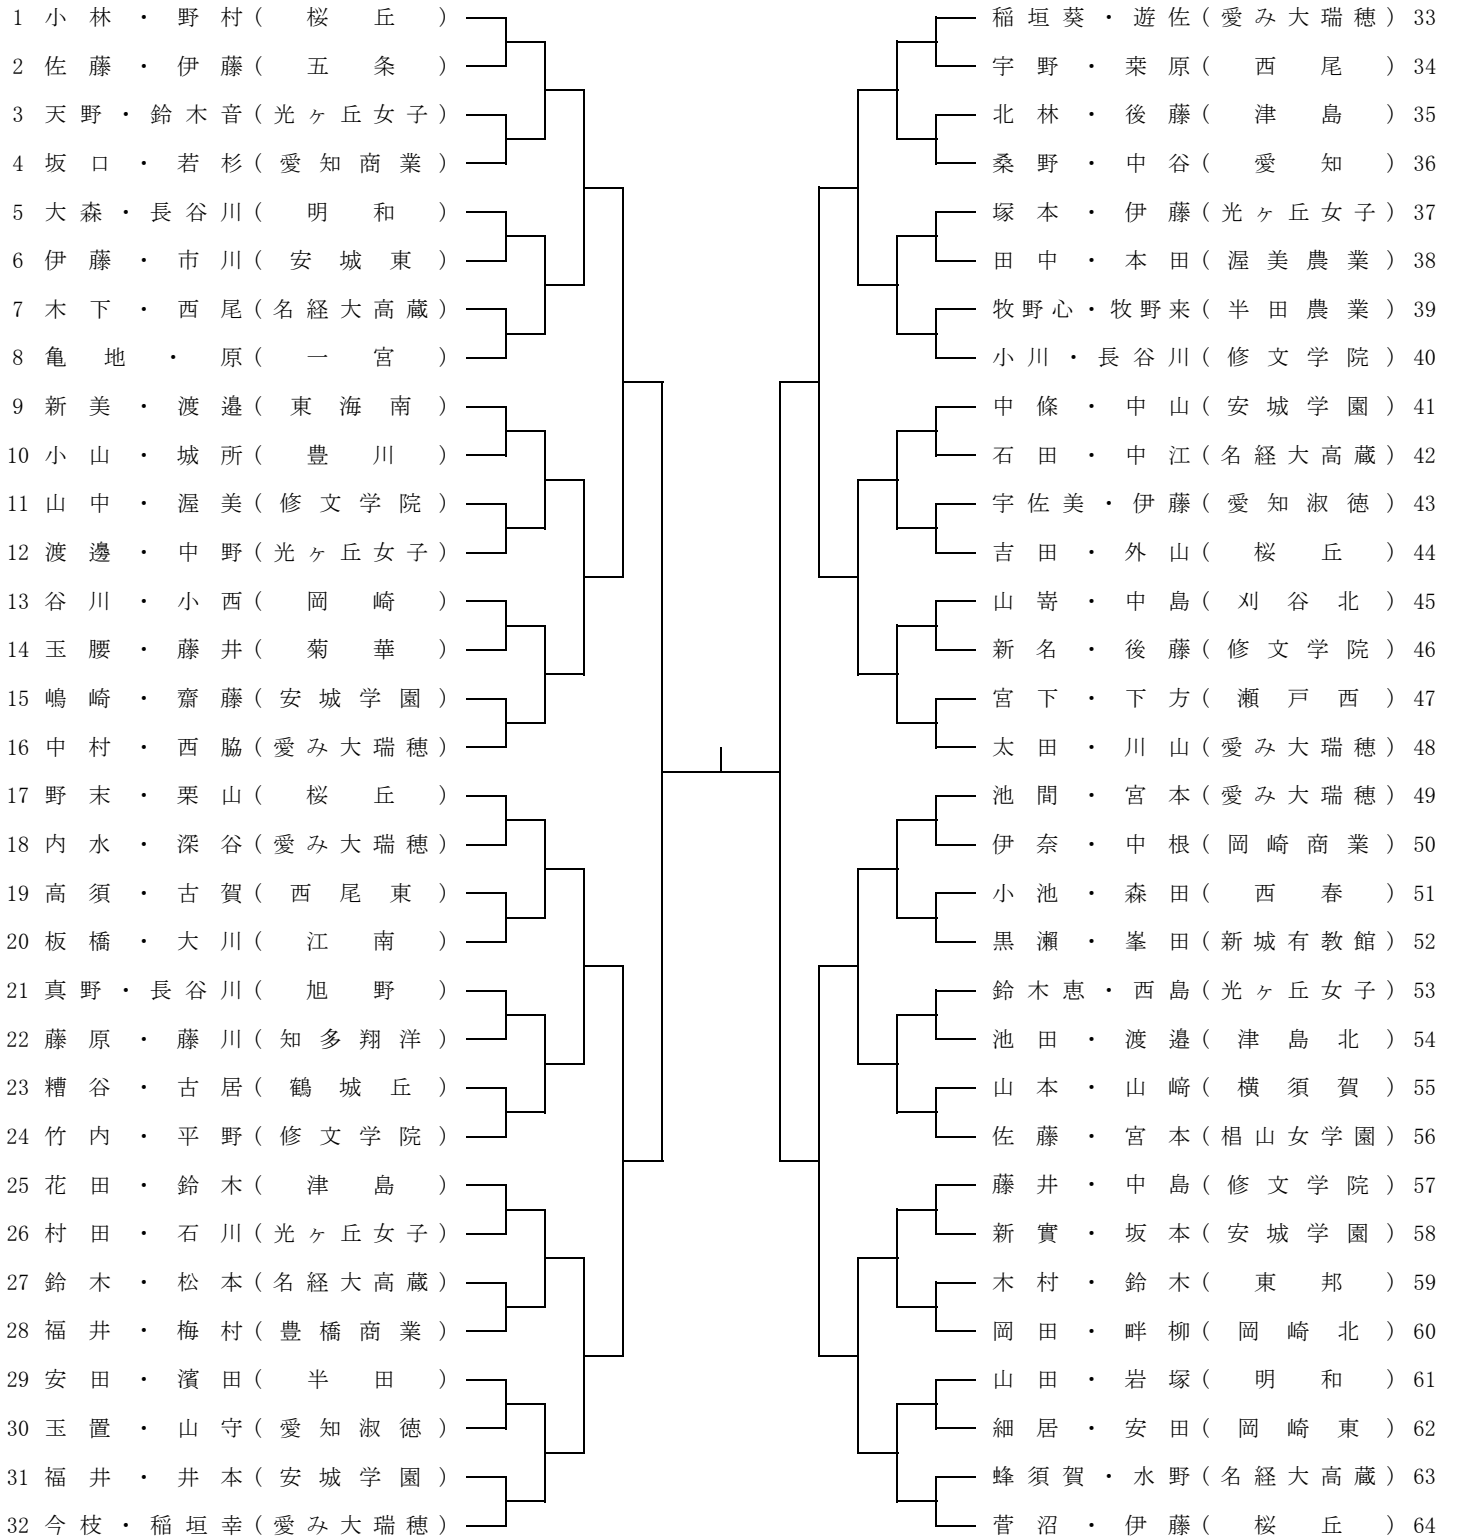 1 小林・野村(桜丘)
2 佐藤・伊藤(五条)
3 天野・鈴木音(光ヶ丘女子)
4 坂口・若杉(愛知商業)
5 大森・長谷川(明和)
6 伊藤・市川(安城東)
7 木下・西尾(名経大高蔵)
8 亀地・原(一宮)
9 新美・渡邉(東海南)
10 小山・城所(豊川)
11 山中・渥美(修文学院)
12 渡邊・中野(光ヶ丘女子)
13 谷川・小西(岡崎)
14 玉腰・藤井(菊華)
15 嶋崎・齋藤(安城学園)
16 中村・西脇(愛み大瑞穂)
17 野末・栗山(桜丘)
18 内水・深谷(愛み大瑞穂)
19 高須・古賀(西尾東)
20 板橋・大川(江南)
21 真野・長谷川(旭野)
22 藤原・藤川(知多翔洋)
23 糟谷・古居(鶴城丘)
24 竹内・平野(修文学院)
25 花田・鈴木(津島)
26 村田・石川(光ヶ丘女子)
27 鈴木・松本(名経大高蔵)
28 福井・梅村(豊橋商業)
29 安田・濱田(半田)
30 玉置・山守(愛知淑徳)
31 福井・井本(安城学園)
32 今枝・稲垣幸(愛み大瑞穂)
稲垣葵・遊佐(愛み大瑞穂) 33
宇野・桒原(西尾) 34
北林・後藤(津島) 35
桑野・中谷(愛知) 36
塚本・伊藤(光ヶ丘女子) 37
田中・本田(渥美農業) 38
牧野心・牧野来(半田農業) 39
小川・長谷川(修文学院) 40
中條・中山(安城学園) 41
石田・中江(名経大高蔵) 42
宇佐美・伊藤(愛知淑徳) 43
吉田・外山(桜丘) 44
山嵜・中島(刈谷北) 45
新名・後藤(修文学院) 46
宮下・下方(瀬戸西) 47
太田・川山(愛み大瑞穂) 48
池間・宮本(愛み大瑞穂) 49
伊奈・中根(岡崎商業) 50
小池・森田(西春) 51
黒瀬・峯田(新城有教館) 52
鈴木恵・西島(光ヶ丘女子) 53
池田・渡邉(津島北) 54
山本・山﨑(横須賀) 55
佐藤・宮本(椙山女学園) 56
藤井・中島(修文学院) 57
新實・坂本(安城学園) 58
木村・鈴木(東邦) 59
岡田・畔柳(岡崎北) 60
山田・岩塚(明和) 61
細居・安田(岡崎東) 62
蜂須賀・水野(名経大高蔵) 63
菅沼・伊藤(桜丘) 64